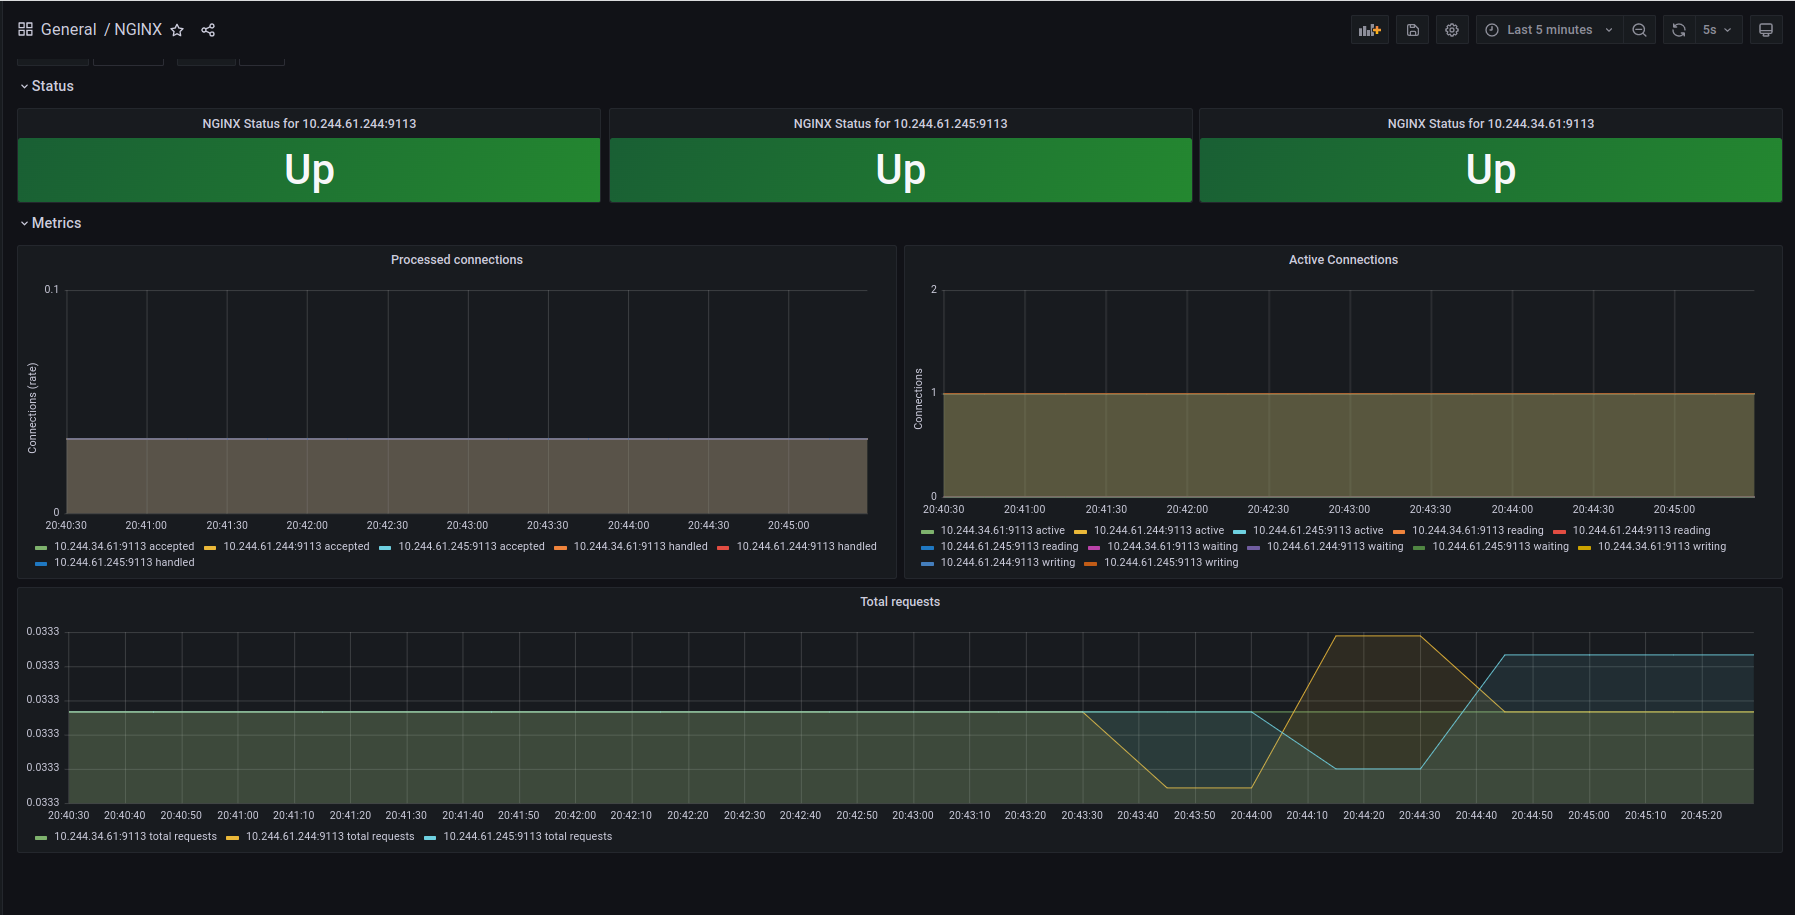 General / NGINX
Last 5 minutes
5s
Status
NGINX Status for 10.244.61.244:9113
NGINX Status for 10.244.61.245:9113
NGINX Status for 10.244.34.61:9113
Up
Up
Up
Metrics
Processed connections
Connections (rate)
0.1
0
20:40:30 20:41:00 20:41:30 20:42:00 20:42:30 20:43:00 20:43:30 20:44:00 20:44:30 20:45:00
10.244.34.61:9113 accepted 10.244.61.244:9113 accepted 10.244.61.245:9113 accepted 10.244.34.61:9113 handled 10.244.61.244:9113 handled
10.244.61.245:9113 handled
Active Connections
Connections
2
1
0
20:40:30 20:41:00 20:41:30 20:42:00 20:42:30 20:43:00 20:43:30 20:44:00 20:44:30 20:45:00
10.244.34.61:9113 active 10.244.61.244:9113 active 10.244.61.245:9113 active 10.244.34.61:9113 reading 10.244.61.244:9113 reading
10.244.61.245:9113 reading 10.244.34.61:9113 waiting 10.244.61.244:9113 waiting 10.244.61.245:9113 waiting 10.244.34.61:9113 writing
10.244.61.244:9113 writing 10.244.61.245:9113 writing
Total requests
0.0333
0.0333
0.0333
0.0333
0.0333
0.0333
20:40:30 20:40:40 20:40:50 20:41:00 20:41:10 20:41:20 20:41:30 20:41:40 20:41:50 20:42:00 20:42:10 20:42:20 20:42:30 20:42:40 20:42:50 20:43:00 20:43:10 20:43:20 20:43:30 20:43:40 20:43:50 20:44:00 20:44:10 20:44:20 20:44:30 20:44:40 20:44:50 20:45:00 20:45:10 20:45:20
10.244.34.61:9113 total requests 10.244.61.244:9113 total requests 10.244.61.245:9113 total requests